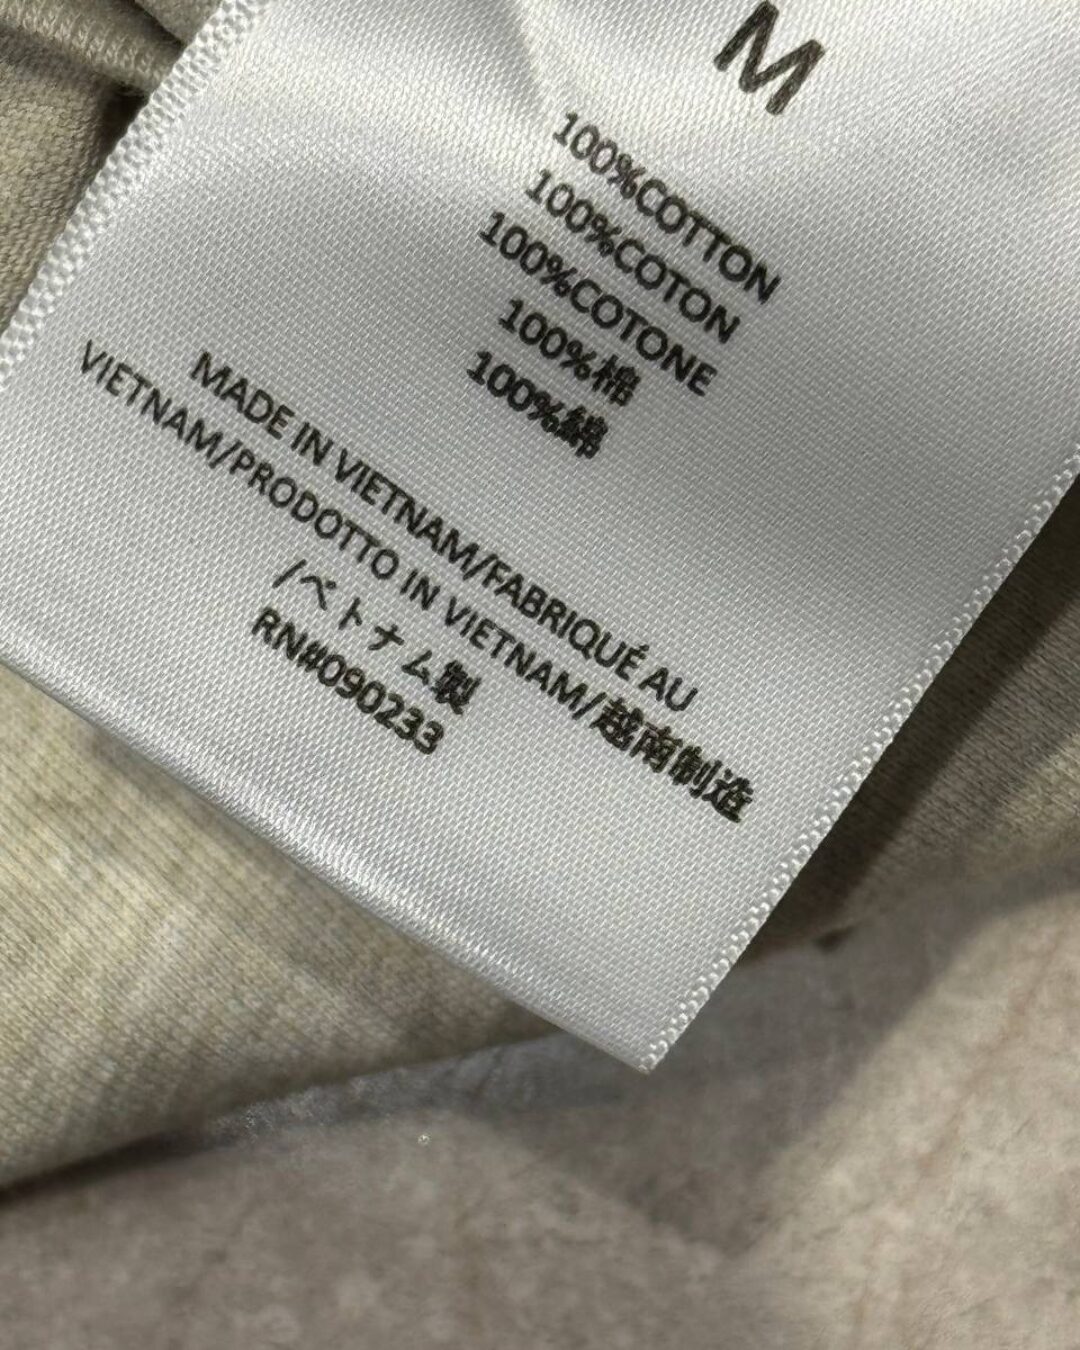 M
100%COTTON
100%COTON
100%COTONE
100%棉
100%綿
MADE IN VIETNAM/FABRIQUÉ AU
VIETNAM/PRODOTTO IN VIETNAM/越南制造
/ベトナム製
RN#090233